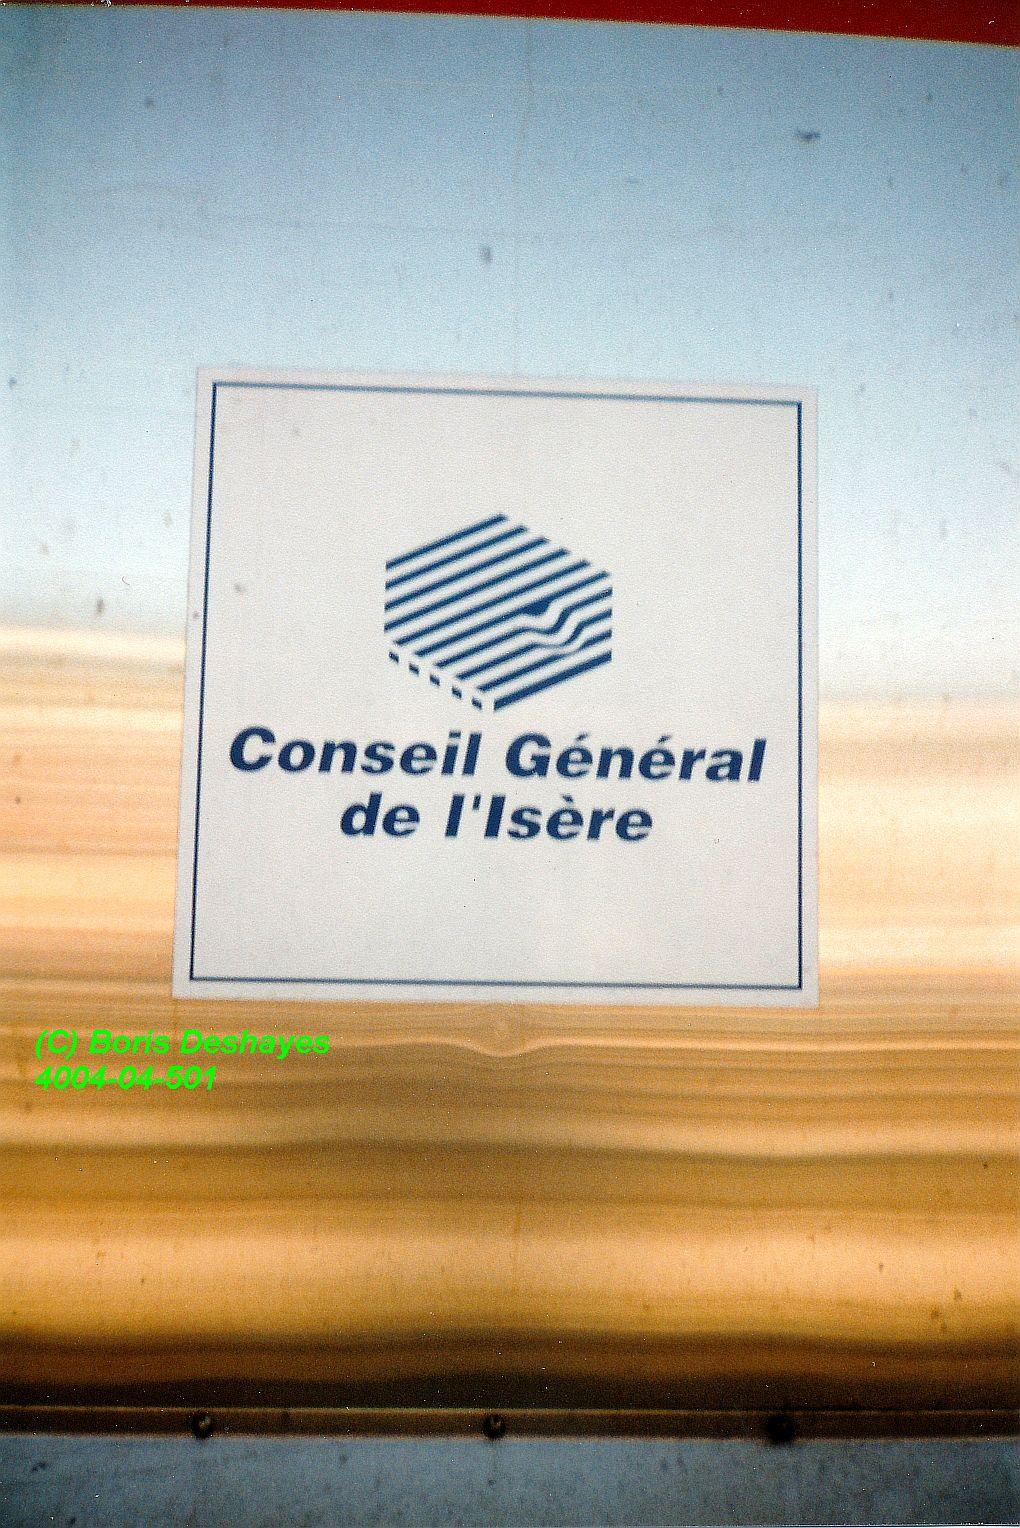 Conseil Général
de l'Isère
(C) Boris Deshayes
4004-04-501